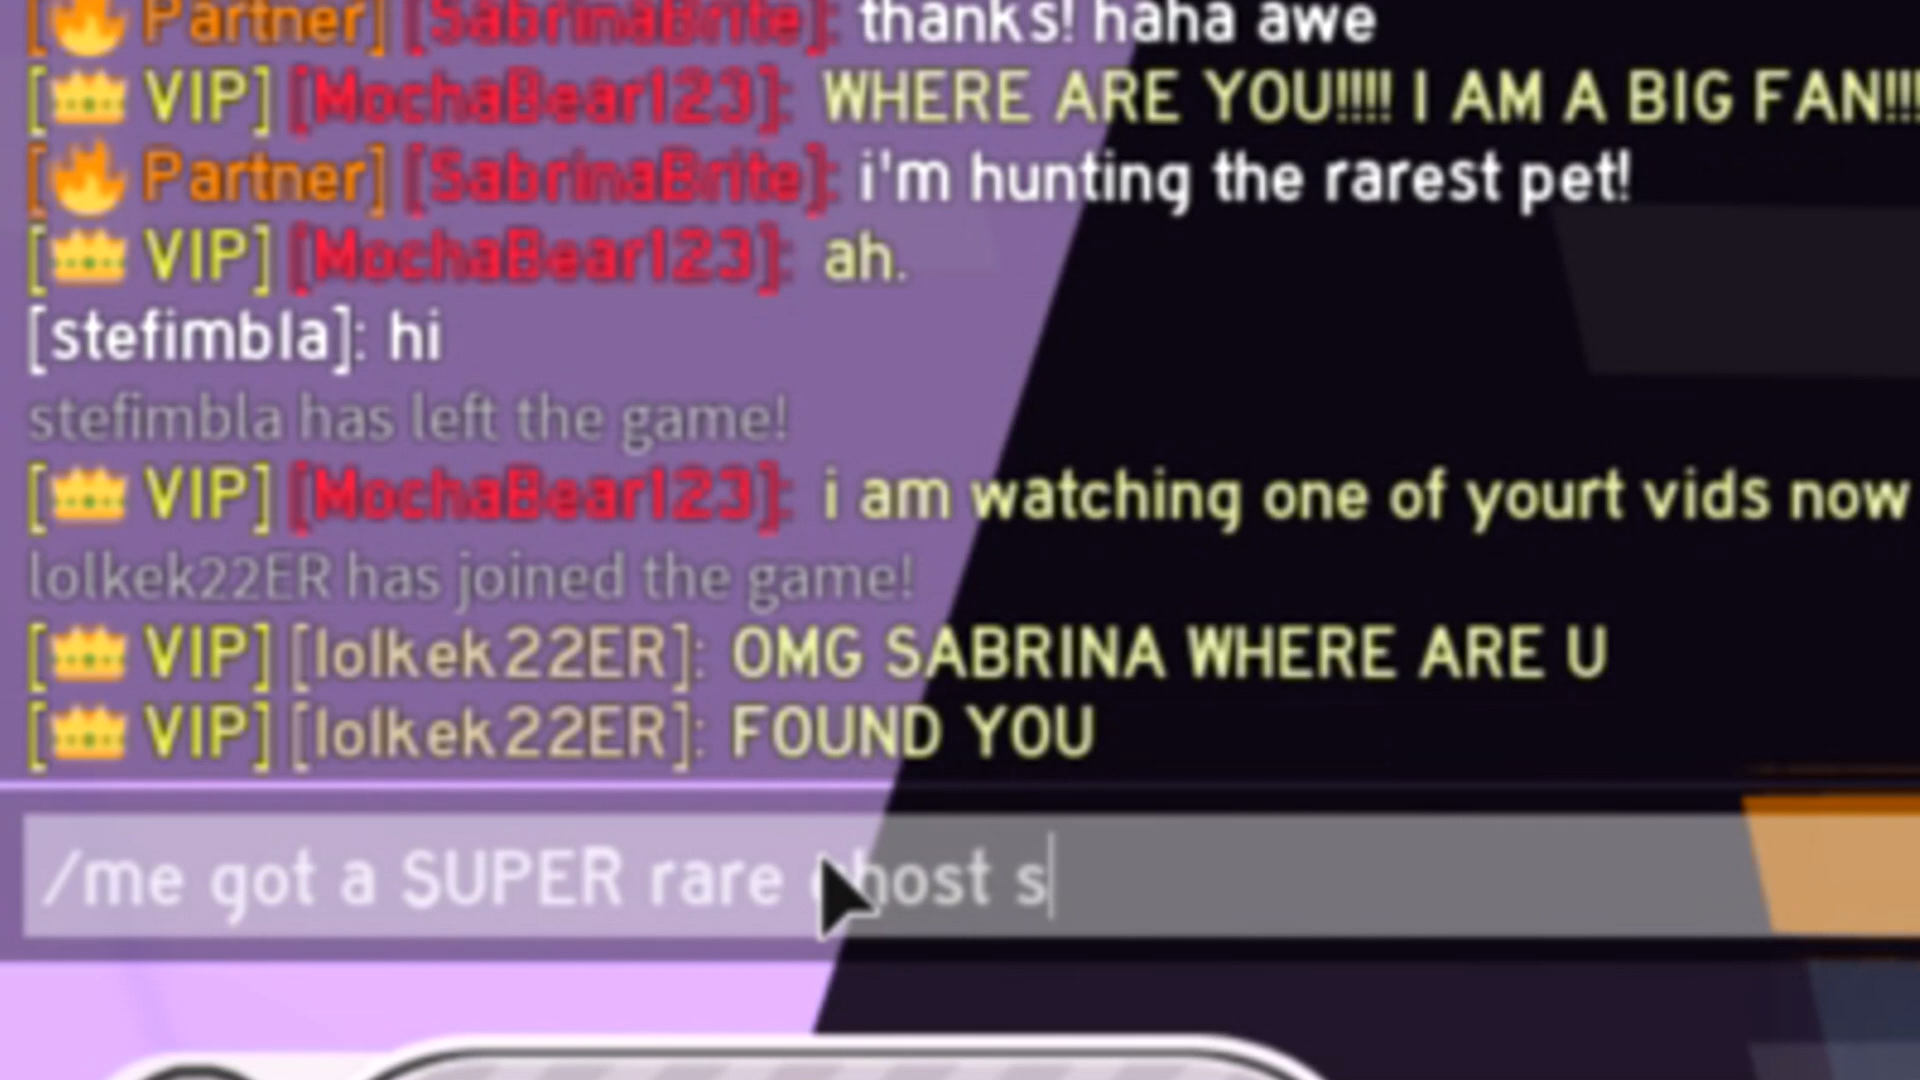 [🔥 Partner] [SabrinaBrite]: thanks! haha awe
[👑 VIP] [MochaBear123]: WHERE ARE YOU!!!! I AM A BIG FAN!!!
[🔥 Partner] [SabrinaBrite]: i'm hunting the rarest pet!
[👑 VIP] [MochaBear123]: ah.
[stefimbla]: hi
stefimbla has left the game!
[👑 VIP] [MochaBear123]: i am watching one of yourt vids now
lolkek22ER has joined the game!
[👑 VIP] [lolkek22ER]: OMG SABRINA WHERE ARE U
[👑 VIP] [lolkek22ER]: FOUND YOU
/me got a SUPER rare ghost s